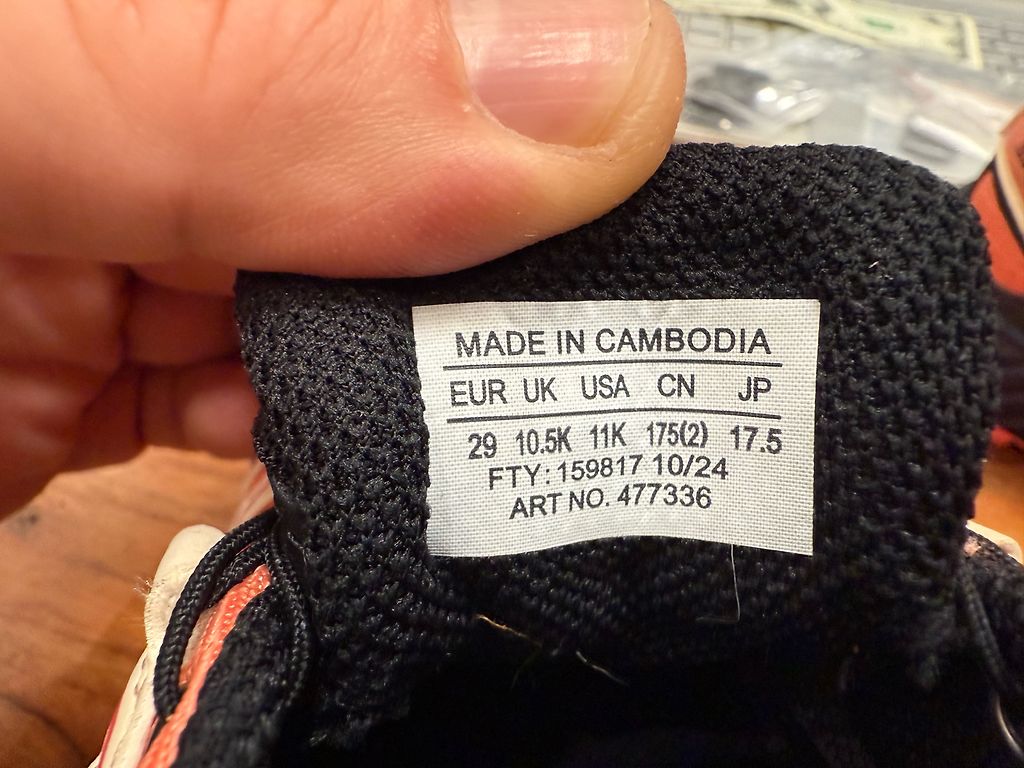 MADE IN CAMBODIA
EUR UK USA CN JP
29 10.5K 11K 175(2) 17.5
FTY: 159817 10/24
ART NO. 477336